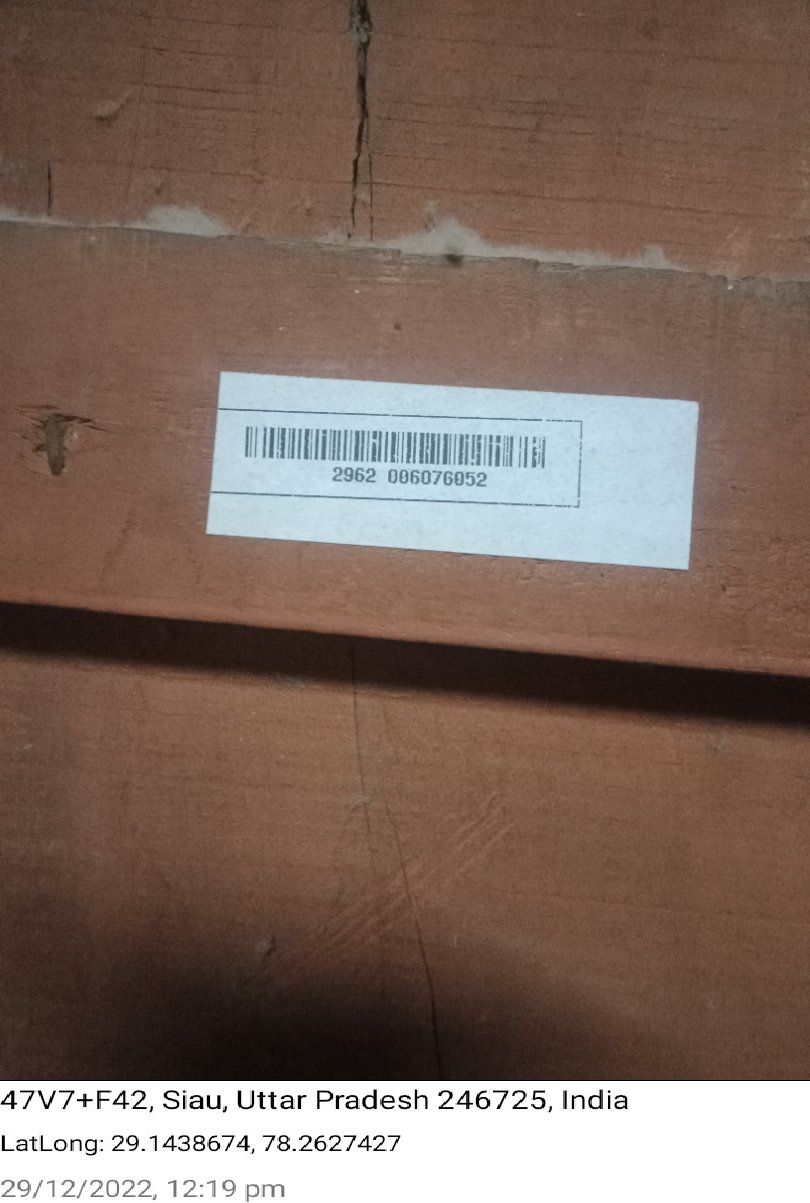 2962 006076052
47V7+F42, Siau, Uttar Pradesh 246725, India
LatLong: 29.1438674, 78.2627427
29/12/2022, 12:19 pm